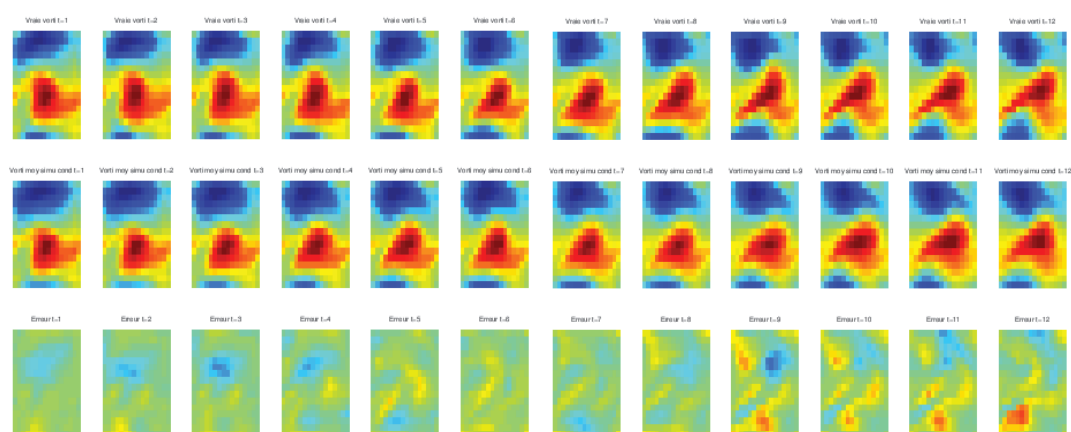 Vraie vorti t=1 Vraie vorti t=2 Vraie vorti t=3 Vraie vorti t=4 Vraie vorti t=5 Vraie vorti t=6 Vraie vorti t=7 Vraie vorti t=8 Vraie vorti t=9 Vraie vorti t=10 Vraie vorti t=11 Vraie vorti t=12
Vorti moy simu cond t=1 Vorti moy simu cond t=2 Vorti moy simu cond t=3 Vorti moy simu cond t=4 Vorti moy simu cond t=5 Vorti moy simu cond t=6 Vorti moy simu cond t=7 Vorti moy simu cond t=8 Vorti moy simu cond t=9 Vorti moy simu cond t=10 Vorti moy simu cond t=11 Vorti moy simu cond t=12
Erreur t=1 Erreur t=2 Erreur t=3 Erreur t=4 Erreur t=5 Erreur t=6 Erreur t=7 Erreur t=8 Erreur t=9 Erreur t=10 Erreur t=11 Erreur t=12